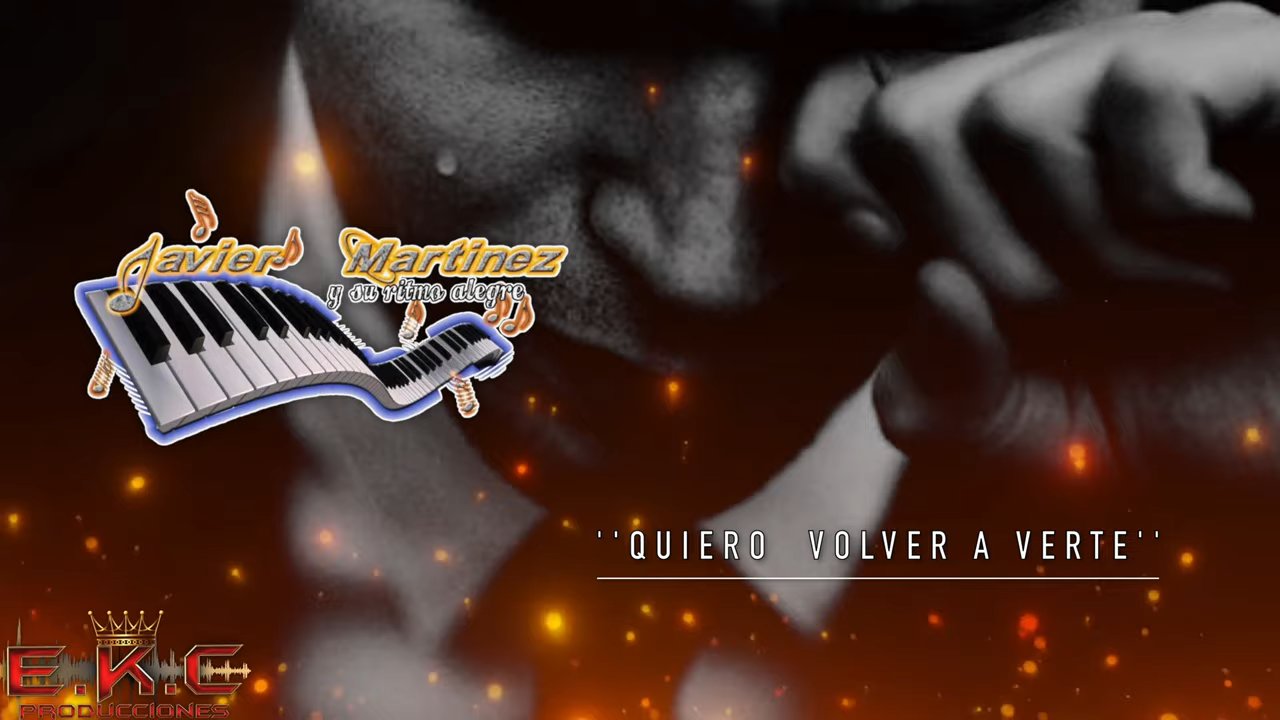 Javier Martinez
y su ritmo alegre
''QUIERO VOLVER A VERTE''
E.K.C
PRODUCCIONES